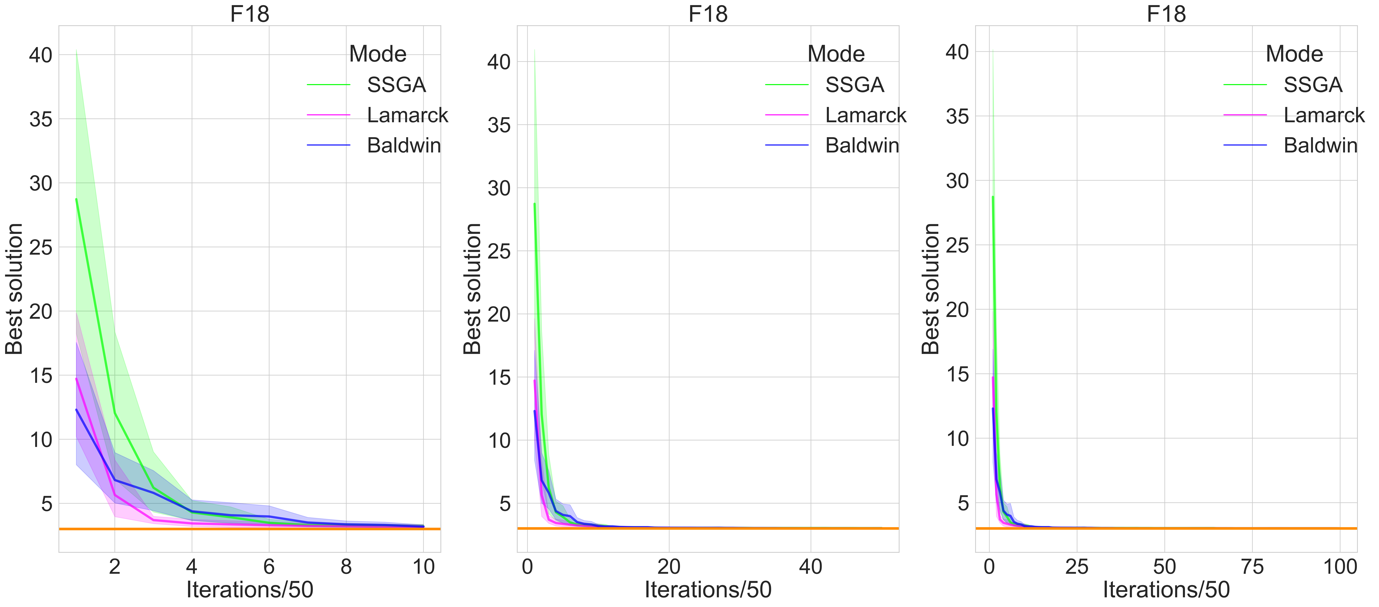 F18
Best solution
40
35
30
25
20
15
10
5
Mode
SSGA
Lamarck
Baldwin
2
4
6
8
10
Iterations/50
F18
Best solution
40
35
30
25
20
15
10
5
Mode
SSGA
Lamarck
Baldwin
0
20
40
Iterations/50
F18
Best solution
40
35
30
25
20
15
10
5
Mode
SSGA
Lamarck
Baldwin
0
25
50
75
100
Iterations/50